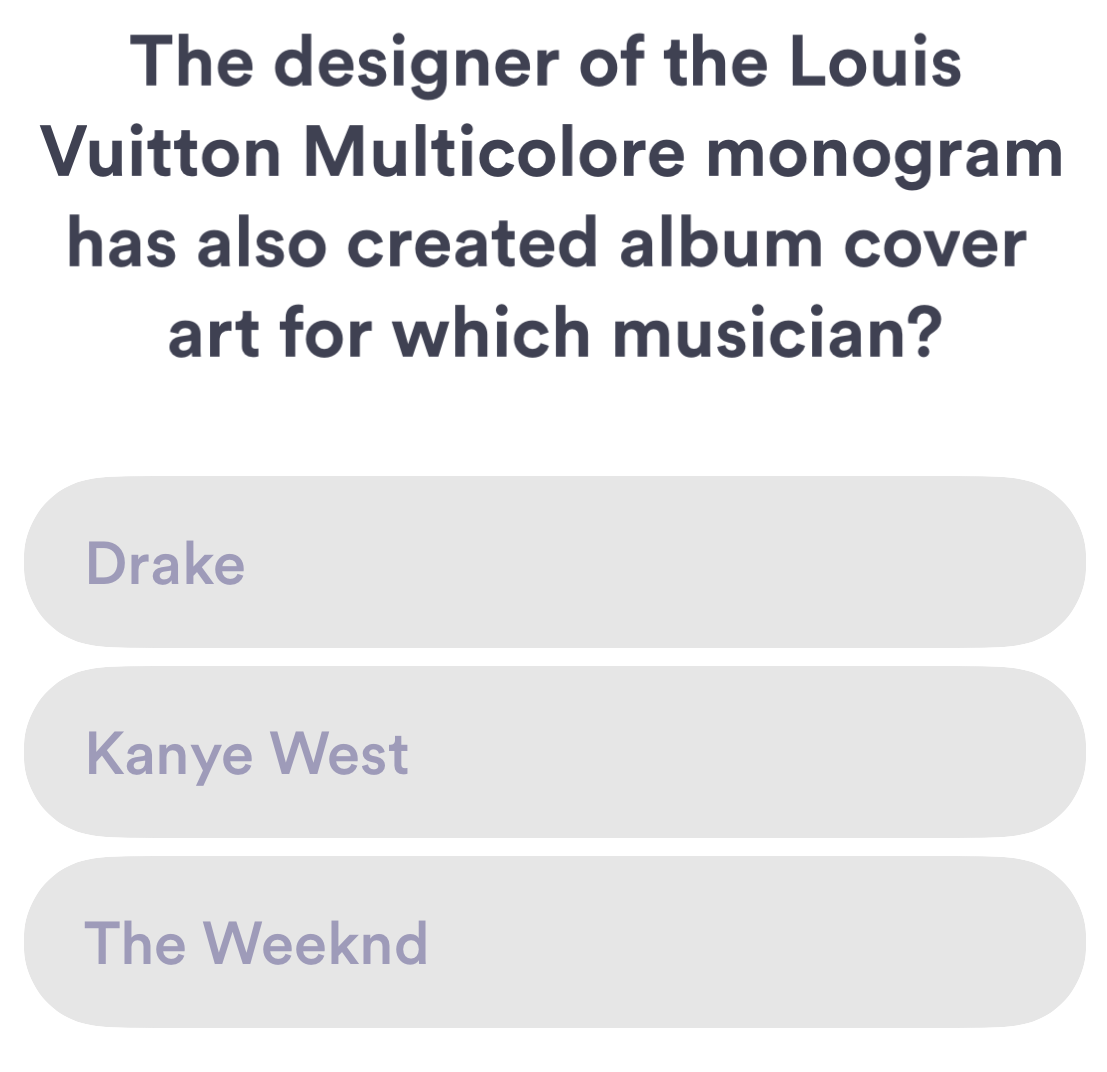 The designer of the Louis
Vuitton Multicolore monogram
has also created album cover
art for which musician?
Drake
Kanye West
The Weeknd